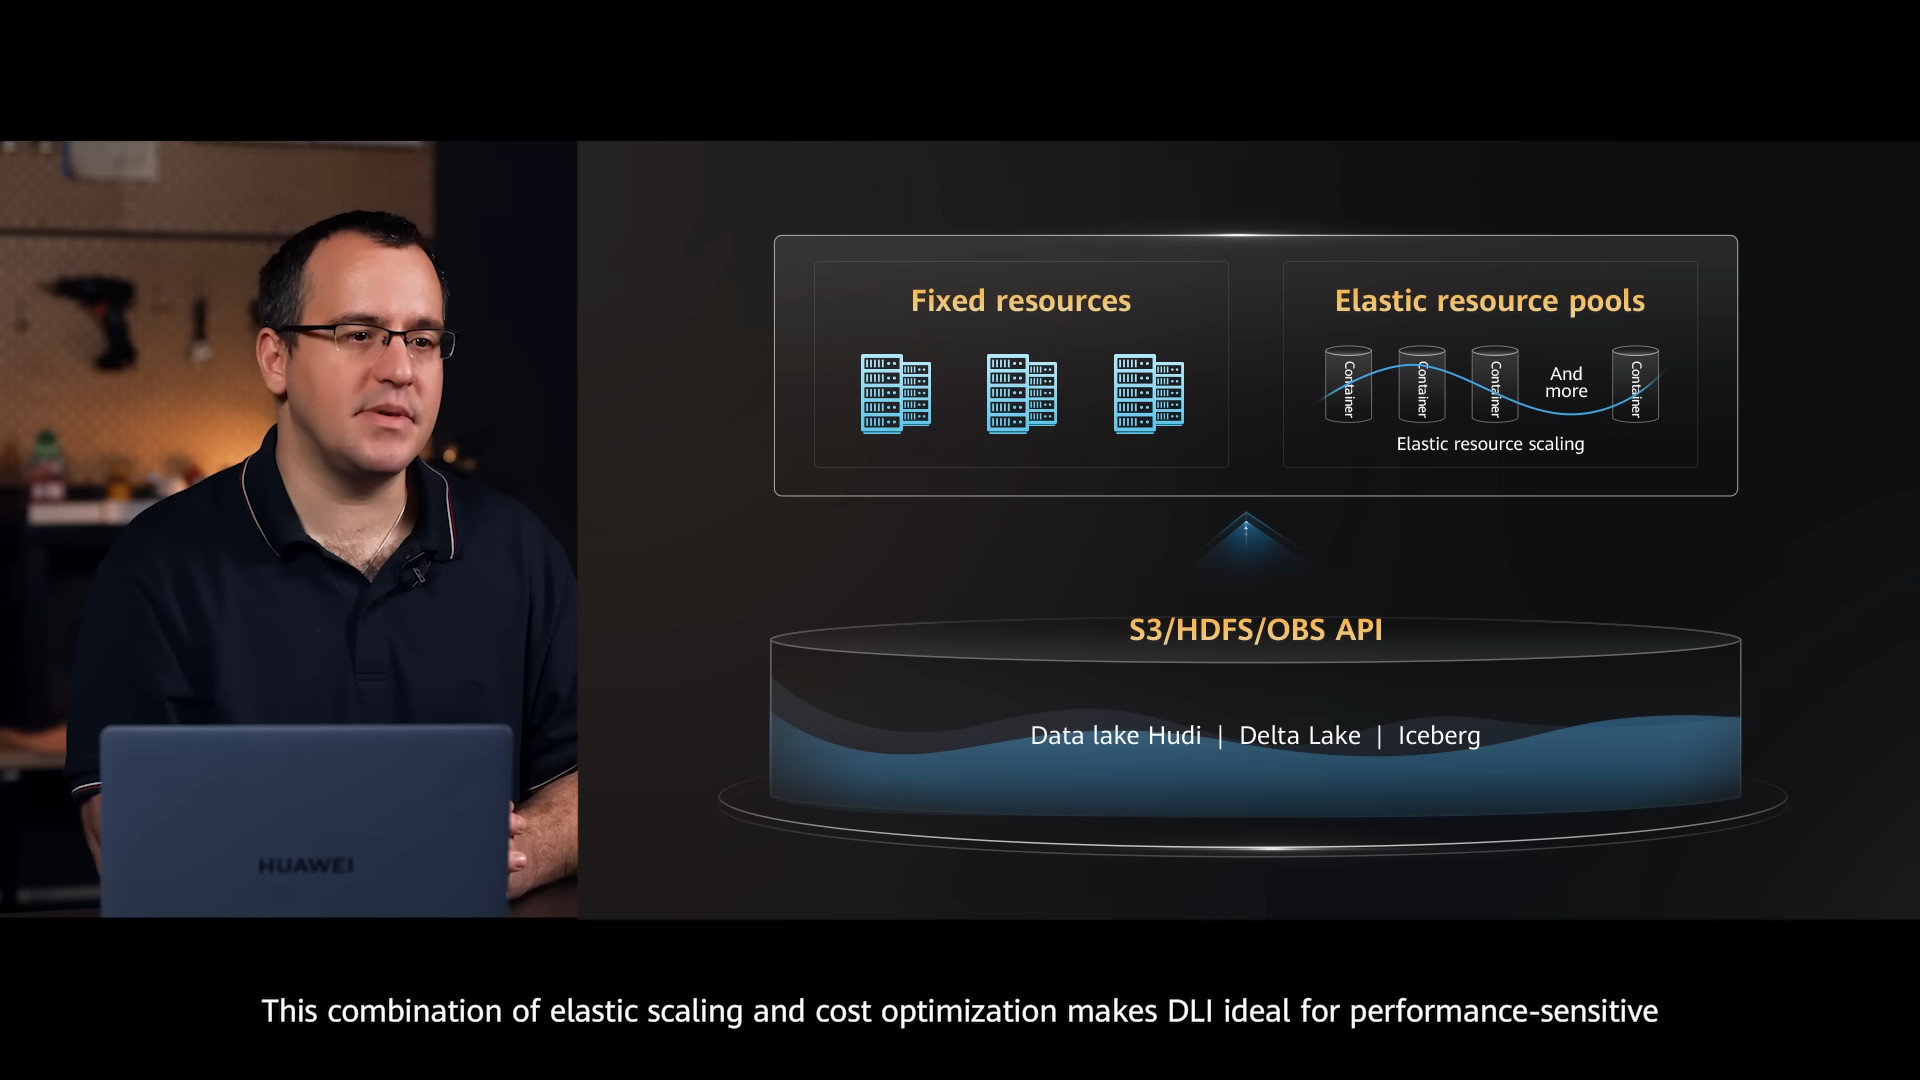 Fixed resources
Elastic resource pools
Container
Container
Container
And
more
Container
Elastic resource scaling
S3/HDFS/OBS API
Data lake Hudi | Delta Lake | Iceberg
HUAWEI
This combination of elastic scaling and cost optimization makes DLI ideal for performance-sensitive